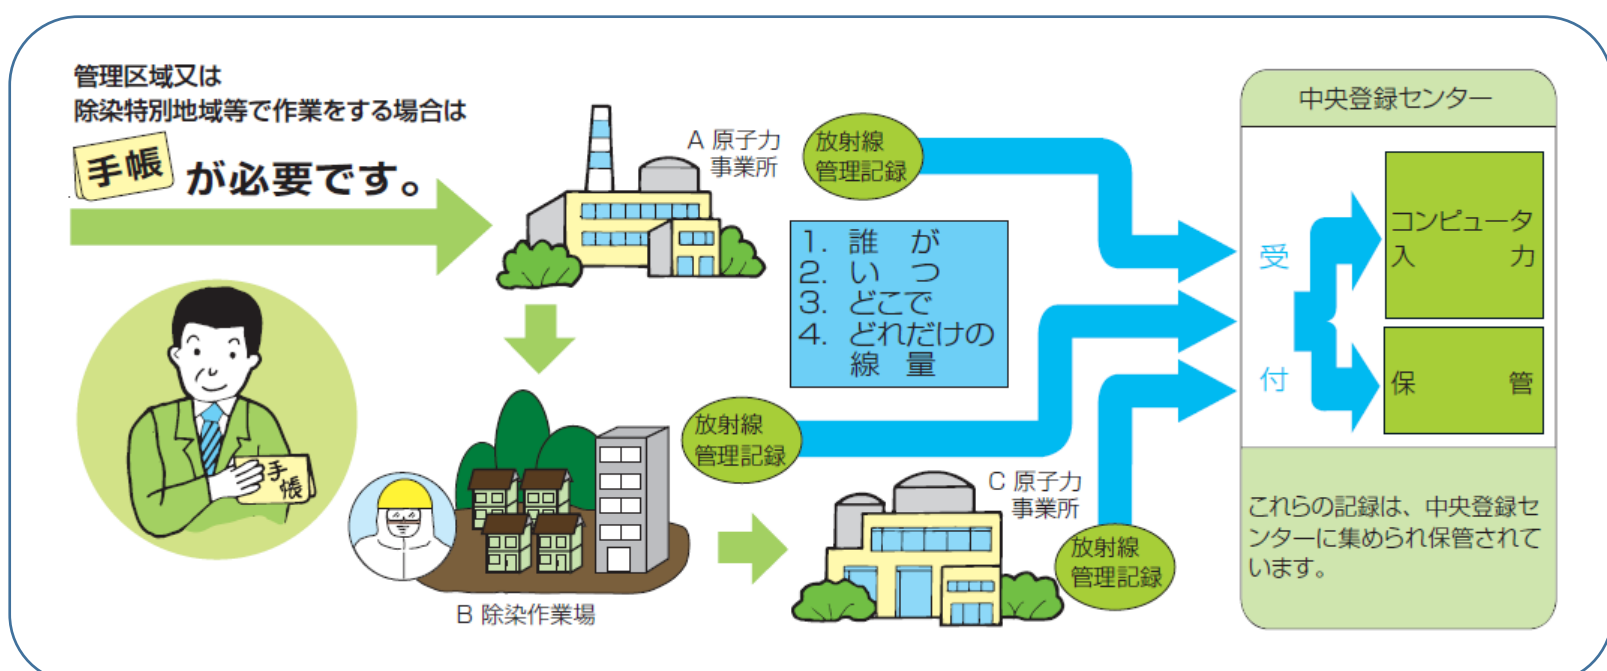 管理区域又は
除染特別地域等で作業をする場合は
手帳 が必要です。
A 原子力
事業所
放射線
管理記録
1. 誰 が
2. い つ
3. どこで
4. どれだけの
線 量
手帳
放射線
管理記録
B 除染作業場
C 原子力
事業所
放射線
管理記録
中央登録センター
受
付
コンピュータ
入 力
保 管
これらの記録は、中央登録セ
ンターに集められ保管されて
います。